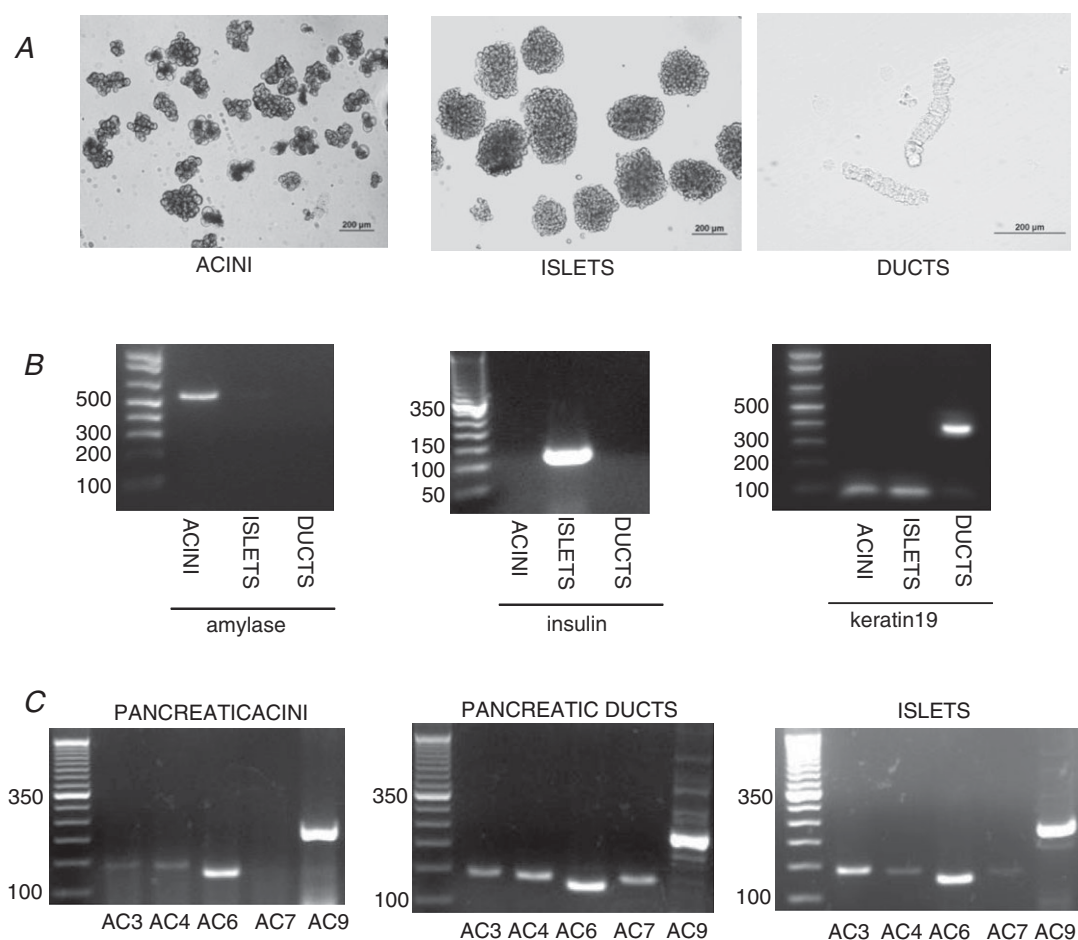 A
200 µm
200 µm
200 µm
ACINI
ISLETS
DUCTS
B
500
300
200
100
350
150
100
50
500
300
200
100
ACINI
ISLETS
DUCTS
ACINI
ISLETS
DUCTS
ACINI
ISLETS
DUCTS
amylase
insulin
keratin19
C
PANCREATICACINI
PANCREATIC DUCTS
ISLETS
350
100
350
100
350
100
AC3 AC4 AC6 AC7 AC9
AC3 AC4 AC6 AC7 AC9
AC3 AC4 AC6 AC7 AC9